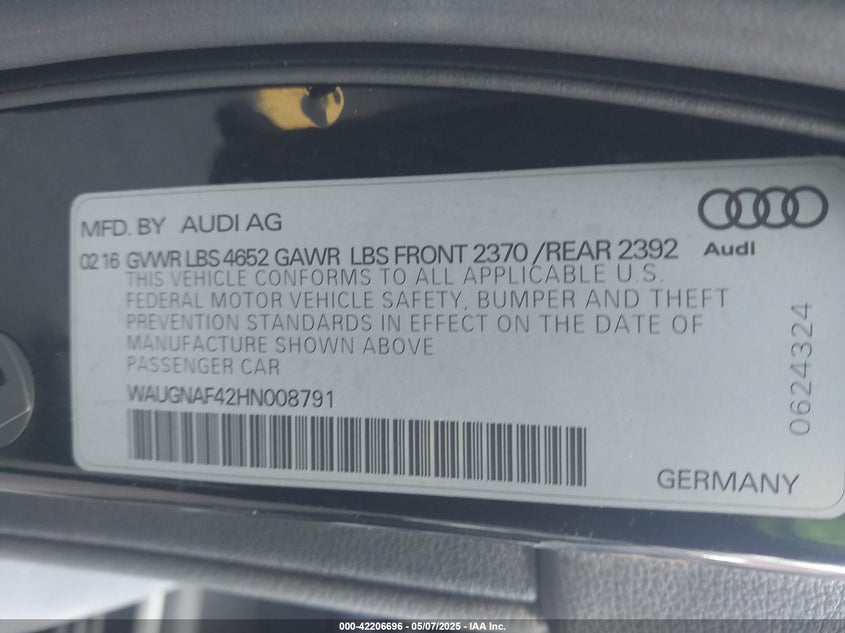 MFD. BY AUDI AG
Audi
02 16 GVWR LBS 4652 GAWR LBS FRONT 2370 /REAR 2392
THIS VEHICLE CONFORMS TO ALL APPLICABLE U.S.
FEDERAL MOTOR VEHICLE SAFETY, BUMPER AND THEFT
PREVENTION STANDARDS IN EFFECT ON THE DATE OF
MANUFACTURE SHOWN ABOVE
PASSENGER CAR
WAUGNAF42HN008791
0624324
GERMANY
000-42206696 - 05/07/2025 - IAA Inc.